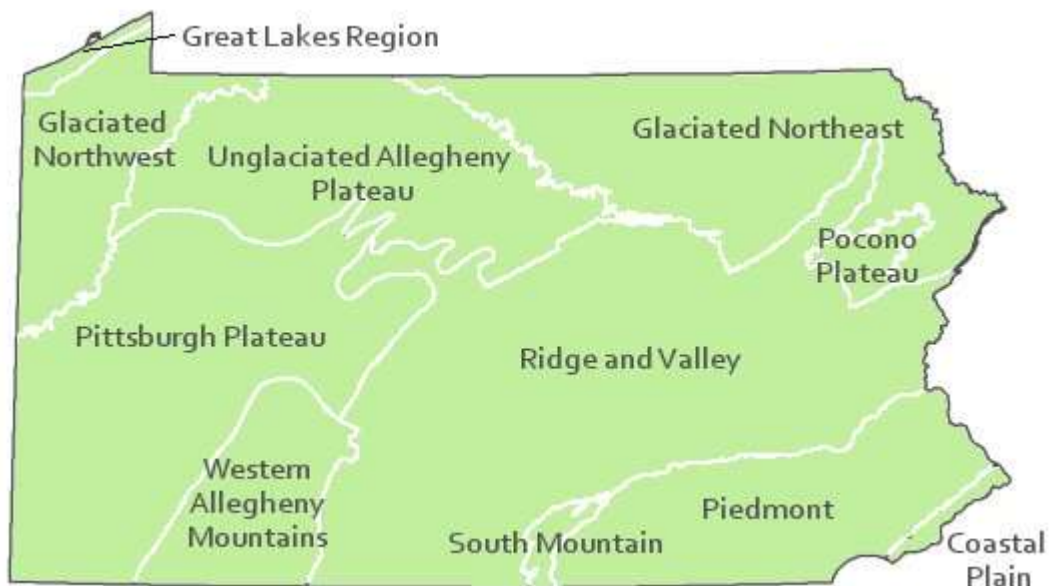 Great Lakes Region
Glaciated
Northwest
Unglaciated Allegheny
Plateau
Glaciated Northeast
Pocono
Plateau
Pittsburgh Plateau
Ridge and Valley
Western
Allegheny
Mountains
South Mountain
Piedmont
Coastal
Plain